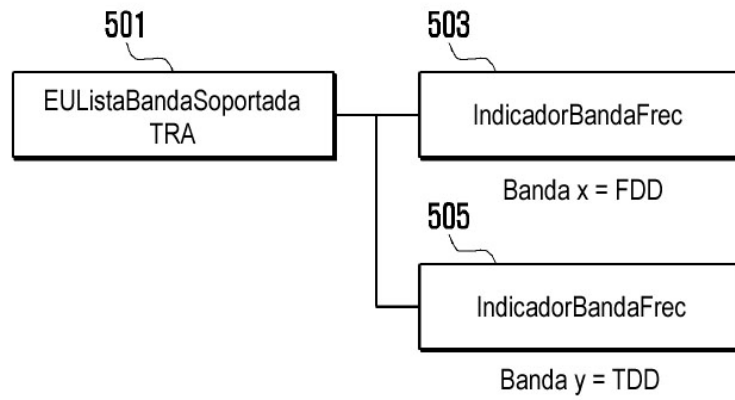 501
EUListaBandaSoportada
TRA
503
IndicadorBandaFrec
Banda x = FDD
505
IndicadorBandaFrec
Banda y = TDD